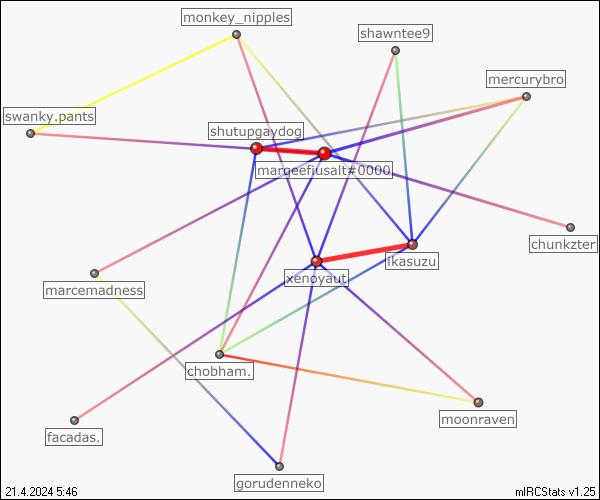 monkey_nipples
shawntee9
mercurybro
swanky.pants
shutupgaydog
margeefiusalt#0000
chunkzter
ikasuzu
xenoyaut
marcemadness
chobham.
moonraven
facadas.
gorudenneko
21.4.2024 5:46
mIRCStats v1.25